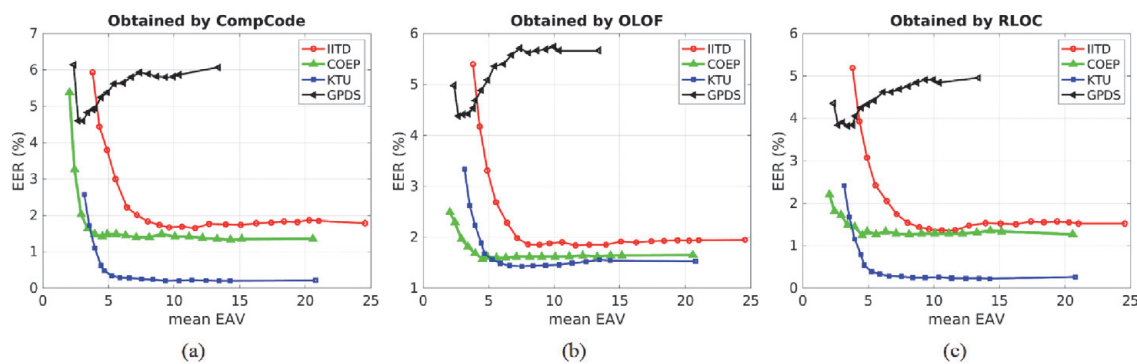 Obtained by CompCode
7
6
5
4
3
2
1
0
EER (%)
IITD
COEP
KTU
GPDS
0 5 10 15 20 25
mean EAV
(a)
Obtained by OLOF
6
5
4
3
2
1
EER (%)
IITD
COEP
KTU
GPDS
0 5 10 15 20 25
mean EAV
(b)
Obtained by RLOC
6
5
4
3
2
1
0
EER (%)
IITD
COEP
KTU
GPDS
0 5 10 15 20 25
mean EAV
(c)